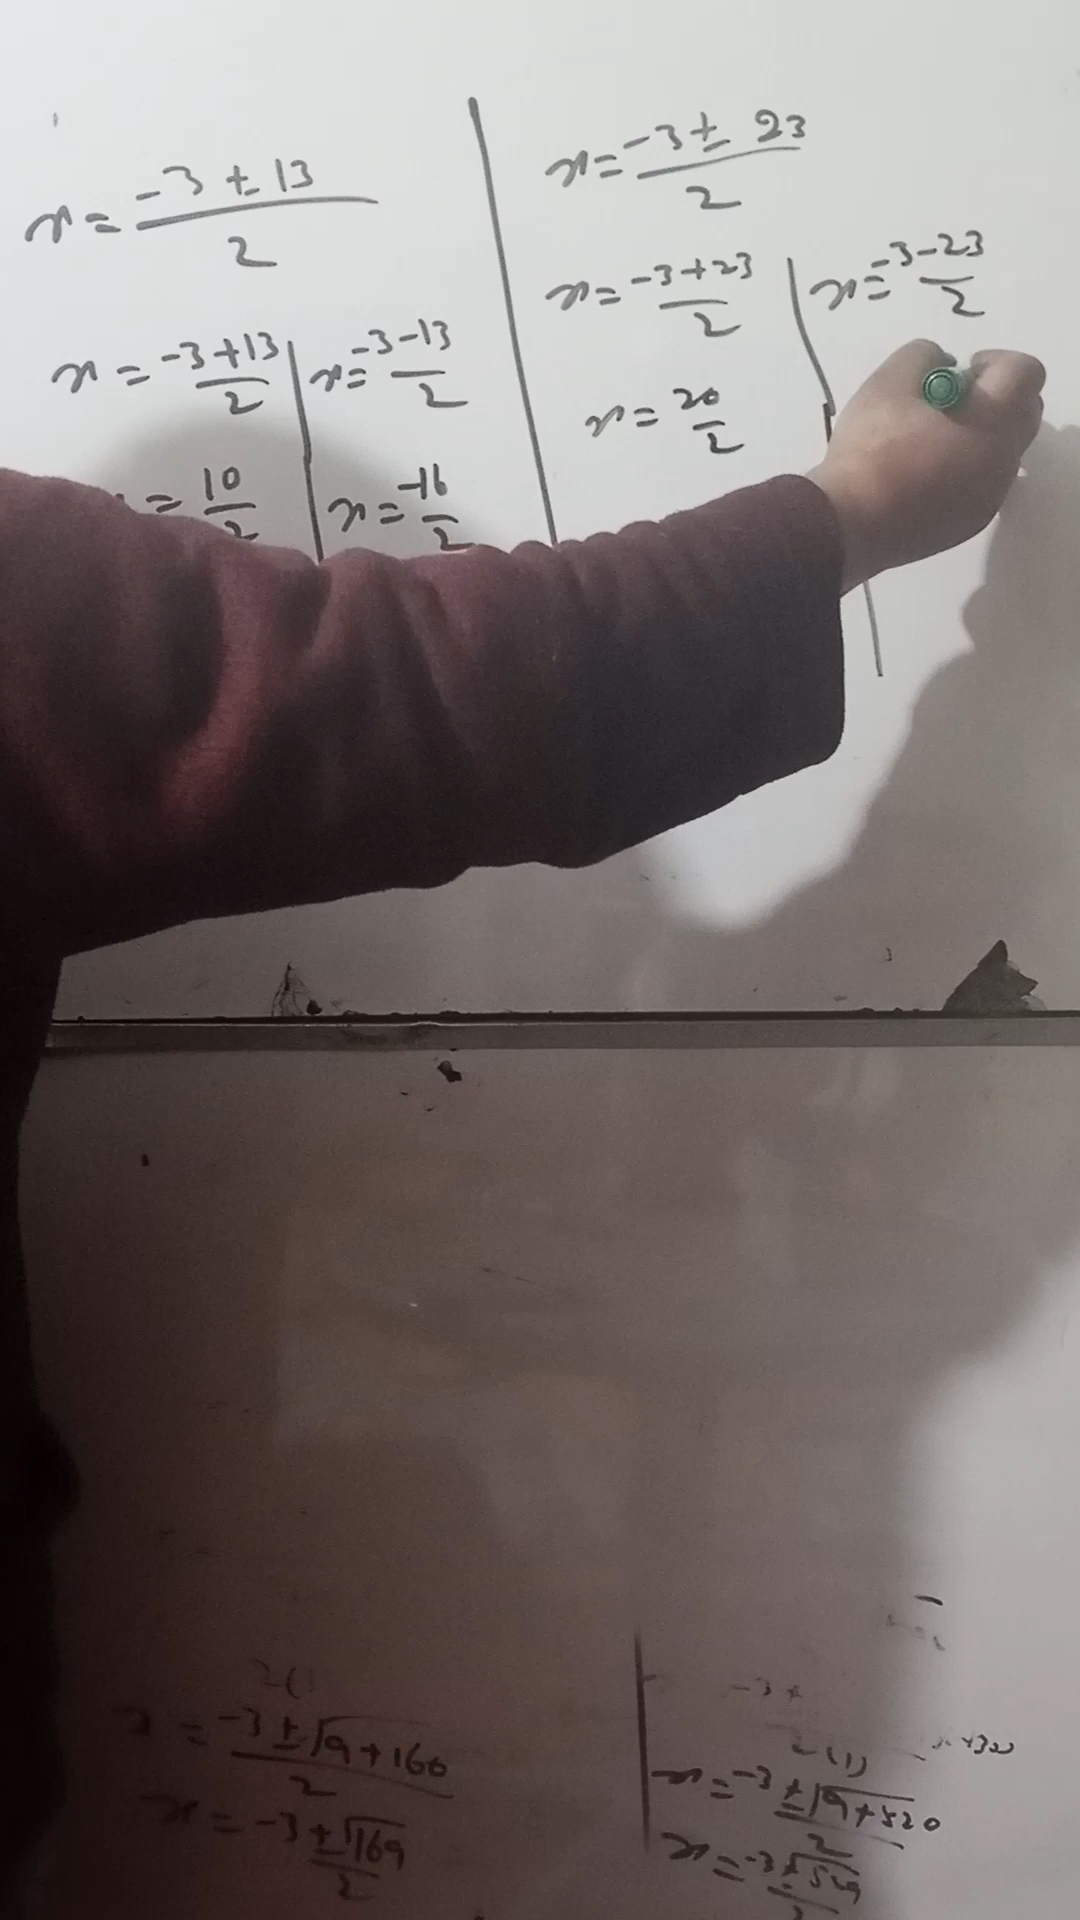 x = (-3 ± 13)/2
x = (-3+13)/2 | x = (-3-13)/2
= 10/2 | x = -16/2
x = (-3 ± 23)/2
x = (-3+23)/2 | x = (-3-23)/2
x = 20/2
x = (-3 ± √(9+160))/2
x = (-3 ± √169)/2
-3 ±
2(1)
x = (-3 ± √(9+520))/2
x = (-3 ± √529)/2